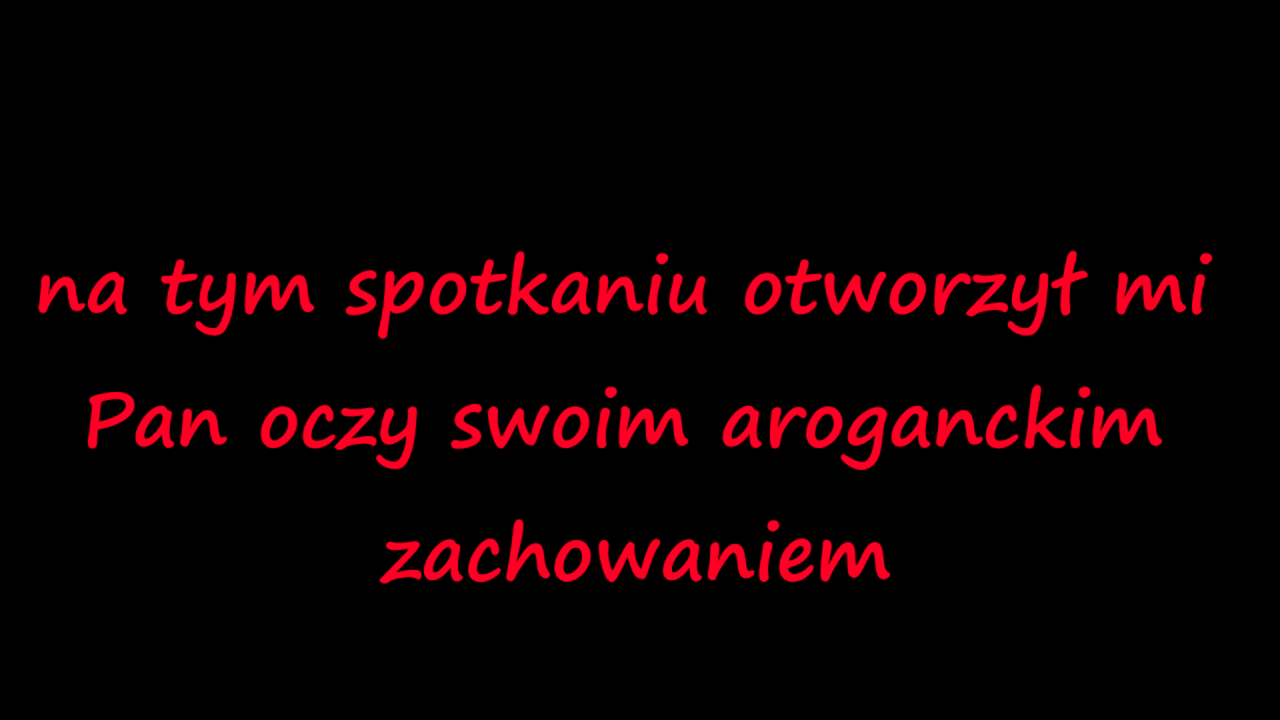 na tym spotkaniu otworzył mi
Pan oczy swoim aroganckim
zachowaniem